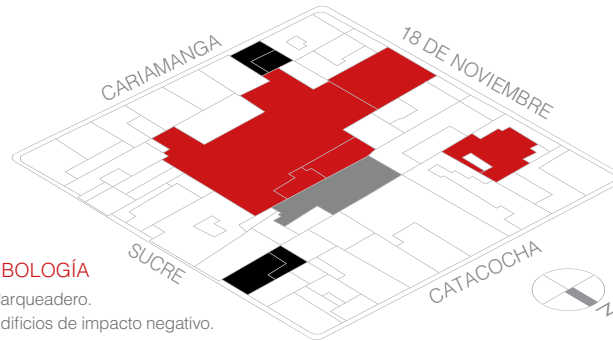 CARIAMANGA
18 DE NOVIEMBRE
SUCRE
CATACOCHA
BOLOGÍA
arqueadero.
dificios de impacto negativo.
N